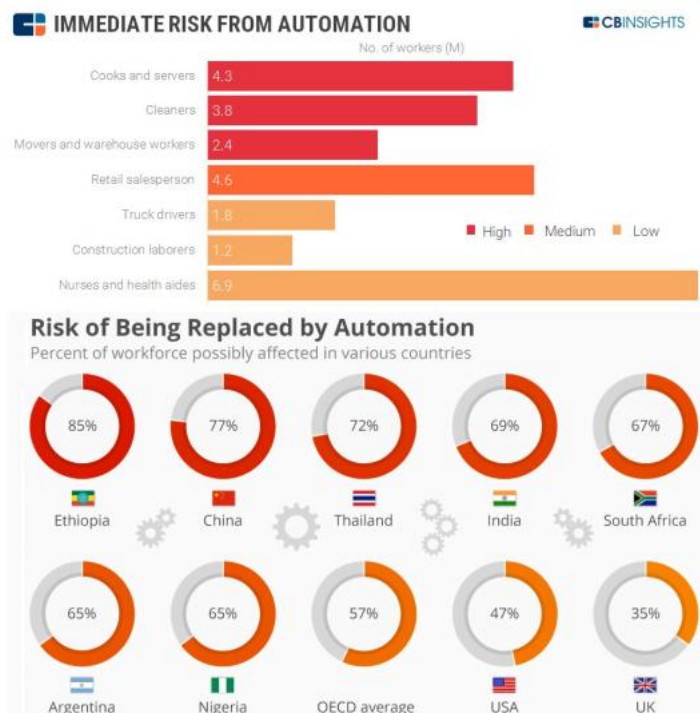 IMMEDIATE RISK FROM AUTOMATION
CBINSIGHTS
No. of workers (M)
Cooks and servers 4.3
Cleaners 3.8
Movers and warehouse workers 2.4
Retail salesperson 4.6
Truck drivers 1.8
High Medium Low
Construction laborers 1.2
Nurses and health aides 6.9
Risk of Being Replaced by Automation
Percent of workforce possibly affected in various countries
85% 77% 72% 69% 67%
Ethiopia China Thailand India South Africa
65% 65% 57% 47% 35%
Argentina Nigeria OECD average USA UK